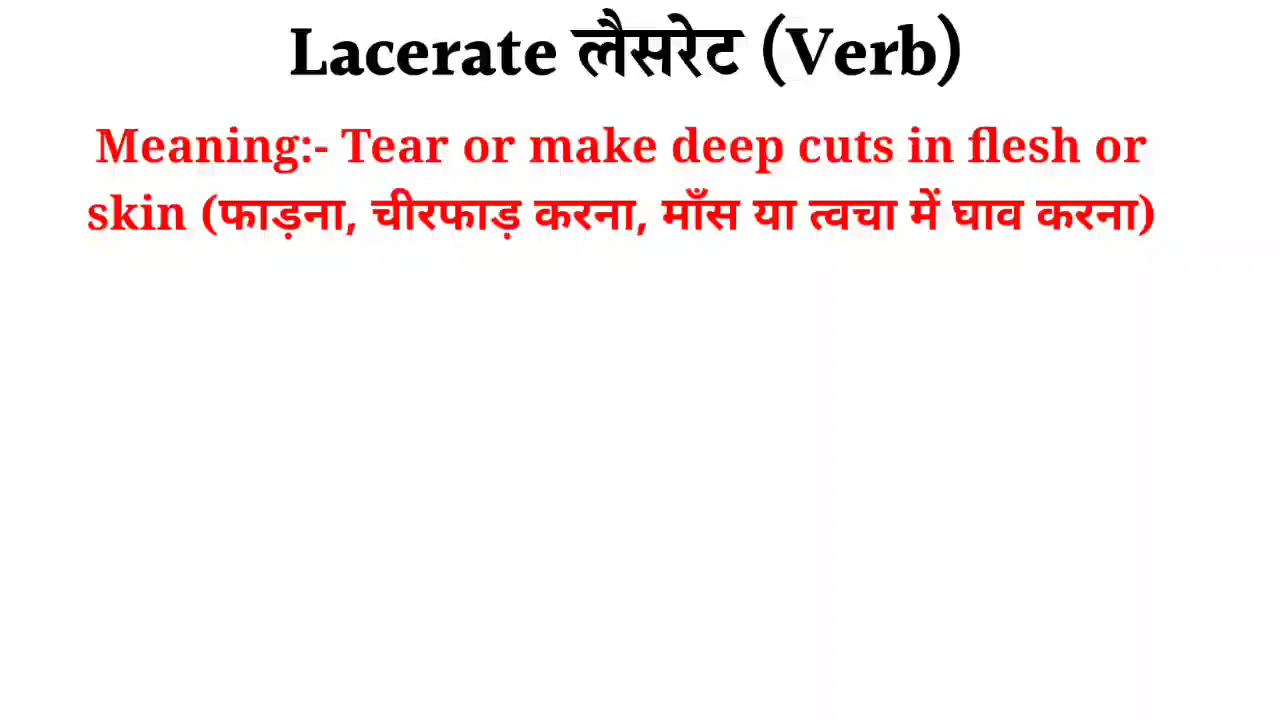 Lacerate लैसरेट (Verb)
Meaning:- Tear or make deep cuts in flesh or
skin (फाड़ना, चीरफाड़ करना, माँस या त्वचा में घाव करना)